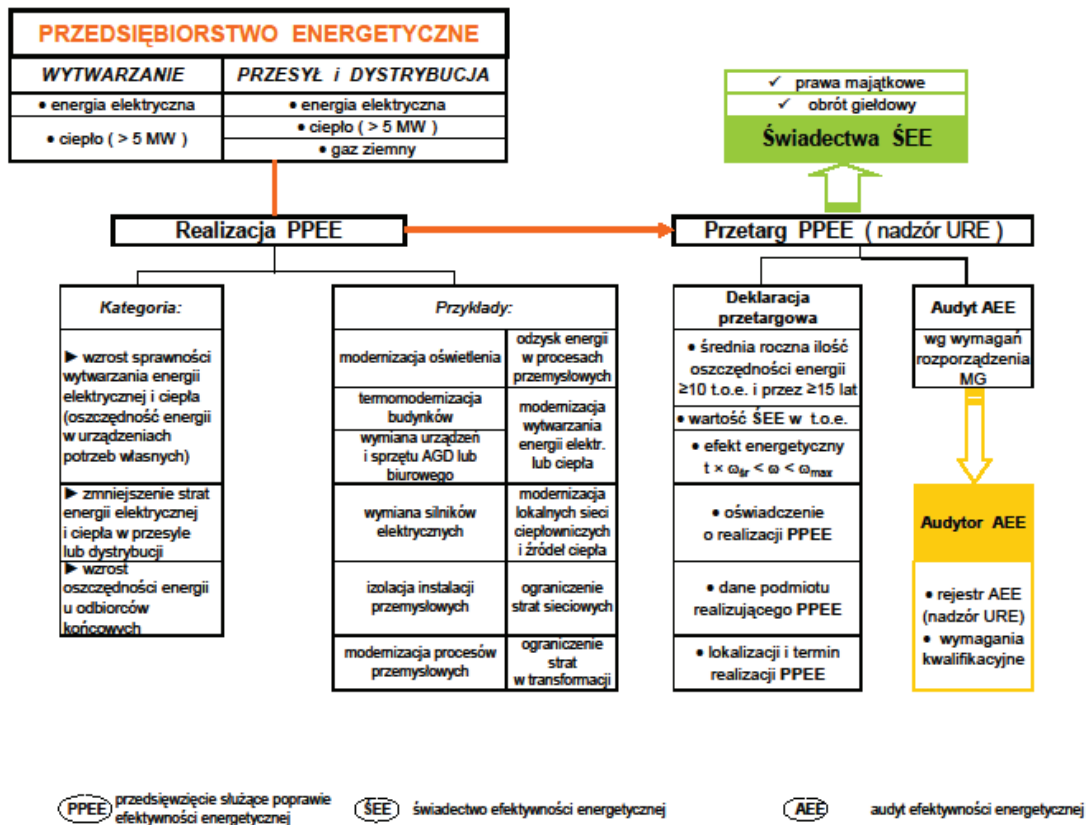 PRZEDSIĘBIORSTWO ENERGETYCZNE
WYTWARZANIE
PRZESYŁ i DYSTRYBUCJA
• energia elektryczna
• ciepło ( > 5 MW )
• energia elektryczna
• ciepło ( > 5 MW )
• gaz ziemny
✓ prawa majątkowe
✓ obrót giełdowy
Świadectwa ŚEE
Realizacja PPEE
Przetarg PPEE ( nadzór URE )
Kategoria:
► wzrost sprawności
wytwarzania energii
elektrycznej i ciepła
(oszczędność energii
w urządzeniach
potrzeb własnych)
► zmniejszenie strat
energii elektrycznej
i ciepła w przesyle
lub dystrybucji
► wzrost
oszczędności energii
u odbiorców
końcowych
Przykłady:
modernizacja oświetlenia
odzysk energii
w procesach
przemysłowych
termomodernizacja
budynków
modernizacja
wytwarzania
energii elektr.
lub ciepła
wymiana urządzeń
i sprzętu AGD lub
biurowego
wymiana silników
elektrycznych
modernizacja
lokalnych sieci
ciepłowniczych
i źródeł ciepła
izolacja instalacji
przemysłowych
ograniczenie
strat sieciowych
modernizacja procesów
przemysłowych
ograniczenie
strat
w transformacji
Deklaracja
przetargowa
• średnia roczna ilość
oszczędności energii
≥10 t.o.e. i przez ≥15 lat
• wartość ŚEE w t.o.e.
• efekt energetyczny
t × ωśr < ω < ωmax
• oświadczenie
o realizacji PPEE
• dane podmiotu
realizującego PPEE
• lokalizacji i termin
realizacji PPEE
Audyt AEE
wg wymagań
rozporządzenia
MG
Audytor AEE
• rejestr AEE
(nadzór URE)
• wymagania
kwalifikacyjne
PPEE przedsięwzięcie służące poprawie
efektywności energetycznej
ŚEE świadectwo efektywności energetycznej
AEE audyt efektywności energetycznej